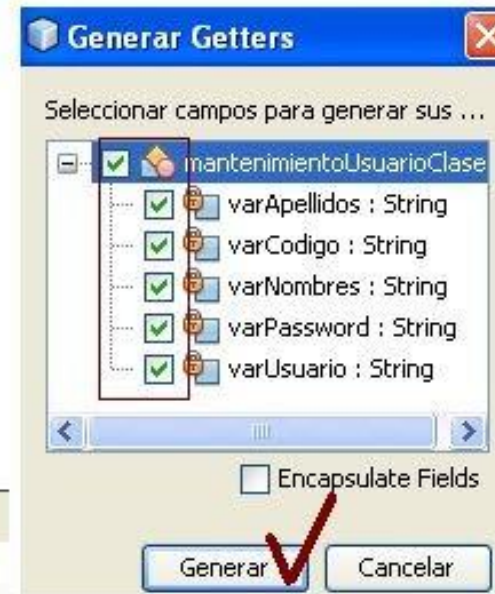 Generar Getters
Seleccionar campos para generar sus ...
mantenimientoUsuarioClase
varApellidos : String
varCodigo : String
varNombres : String
varPassword : String
varUsuario : String
Encapsulate Fields
Generar Cancelar